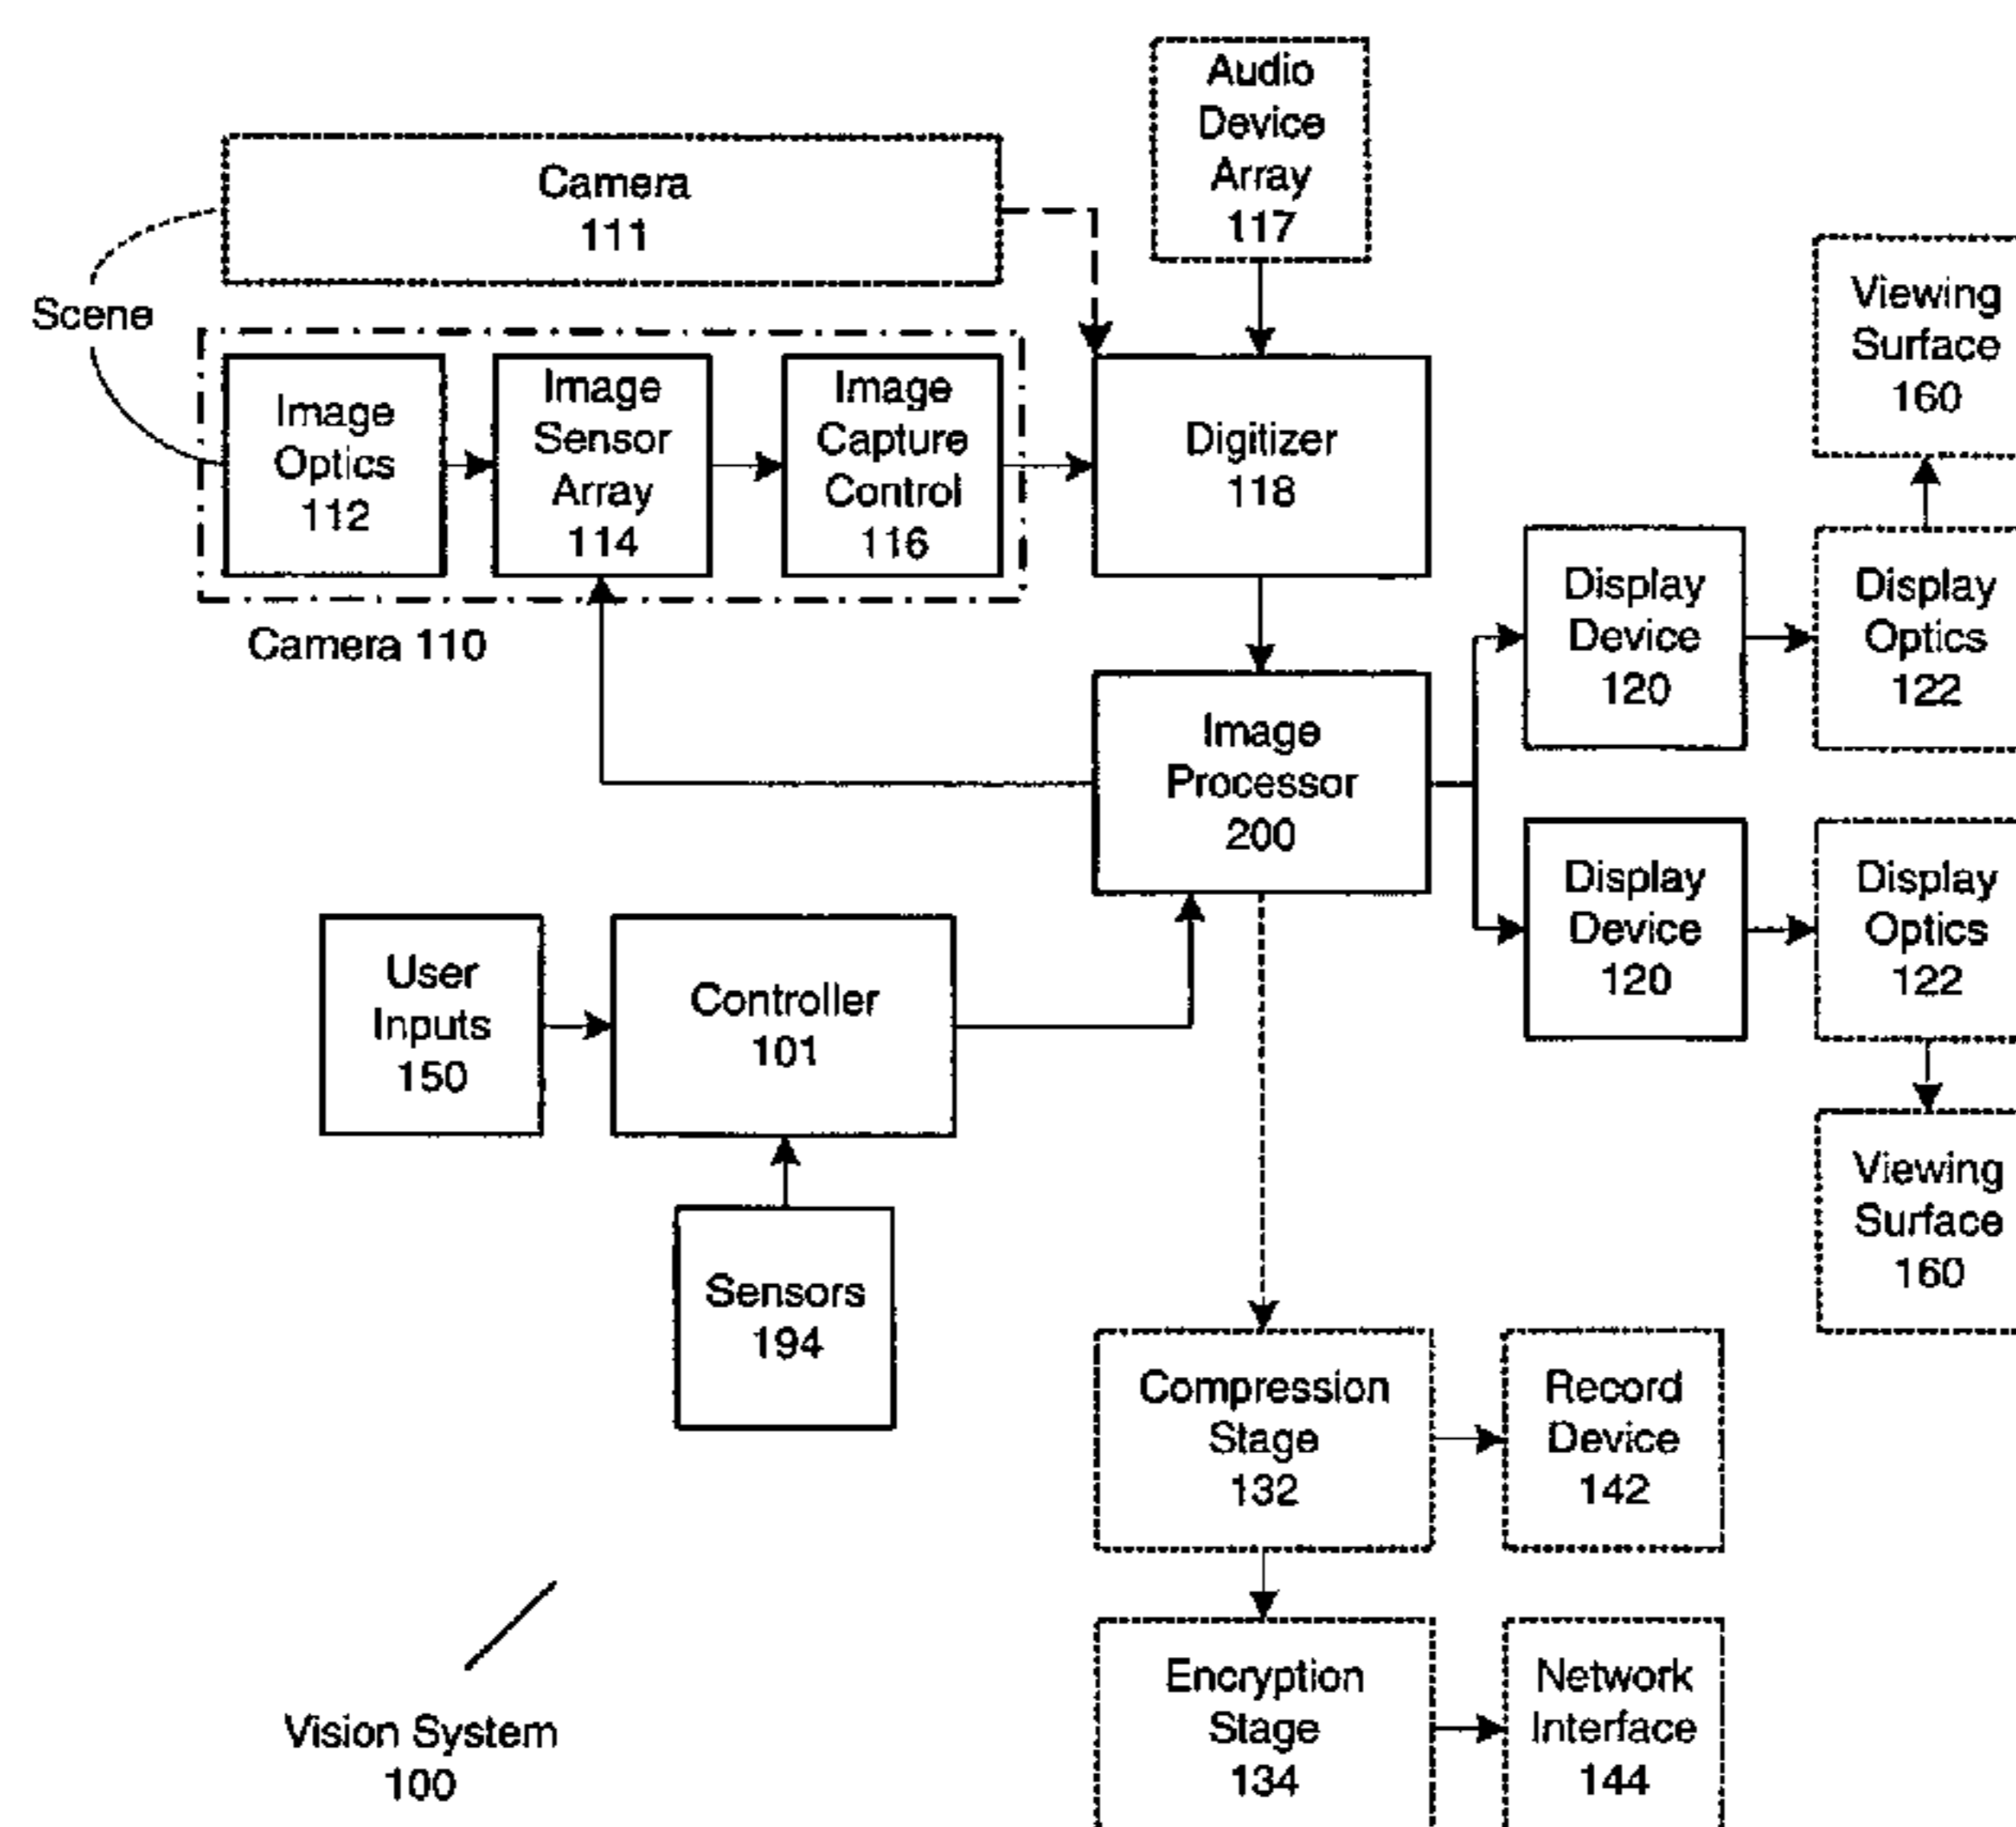 Audio
Device
Array
117
Camera
111
Scene
Viewing
Surface
160
Image
Optics
112
Image
Sensor
Array
114
Image
Capture
Control
116
Digitizer
118
Camera 110
Display
Device
120
Display
Optics
122
Image
Processor
200
Display
Device
120
Display
Optics
122
User
Inputs
150
Controller
101
Viewing
Surface
160
Sensors
194
Compression
Stage
132
Record
Device
142
Encryption
Stage
134
Network
Interface
144
Vision System
100